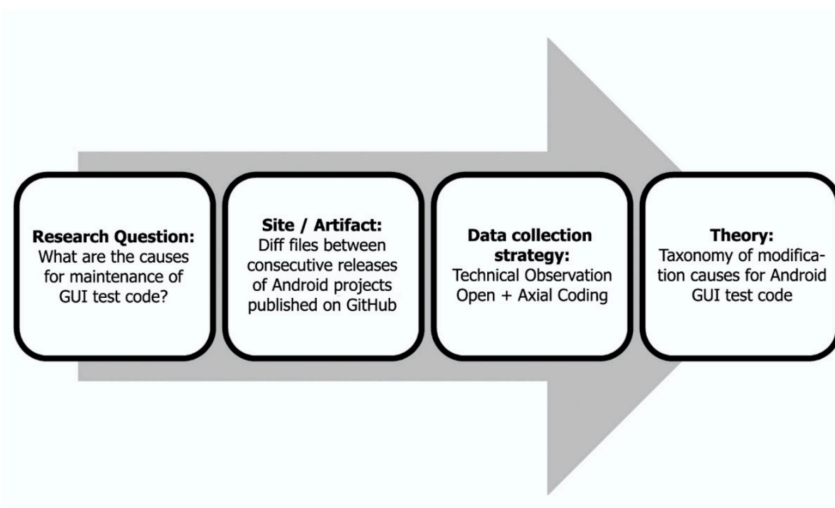 Research Question:
What are the causes
for maintenance of
GUI test code?
Site / Artifact:
Diff files between
consecutive releases
of Android projects
published on GitHub
Data collection
strategy:
Technical Observation
Open + Axial Coding
Theory:
Taxonomy of modifica-
tion causes for Android
GUI test code